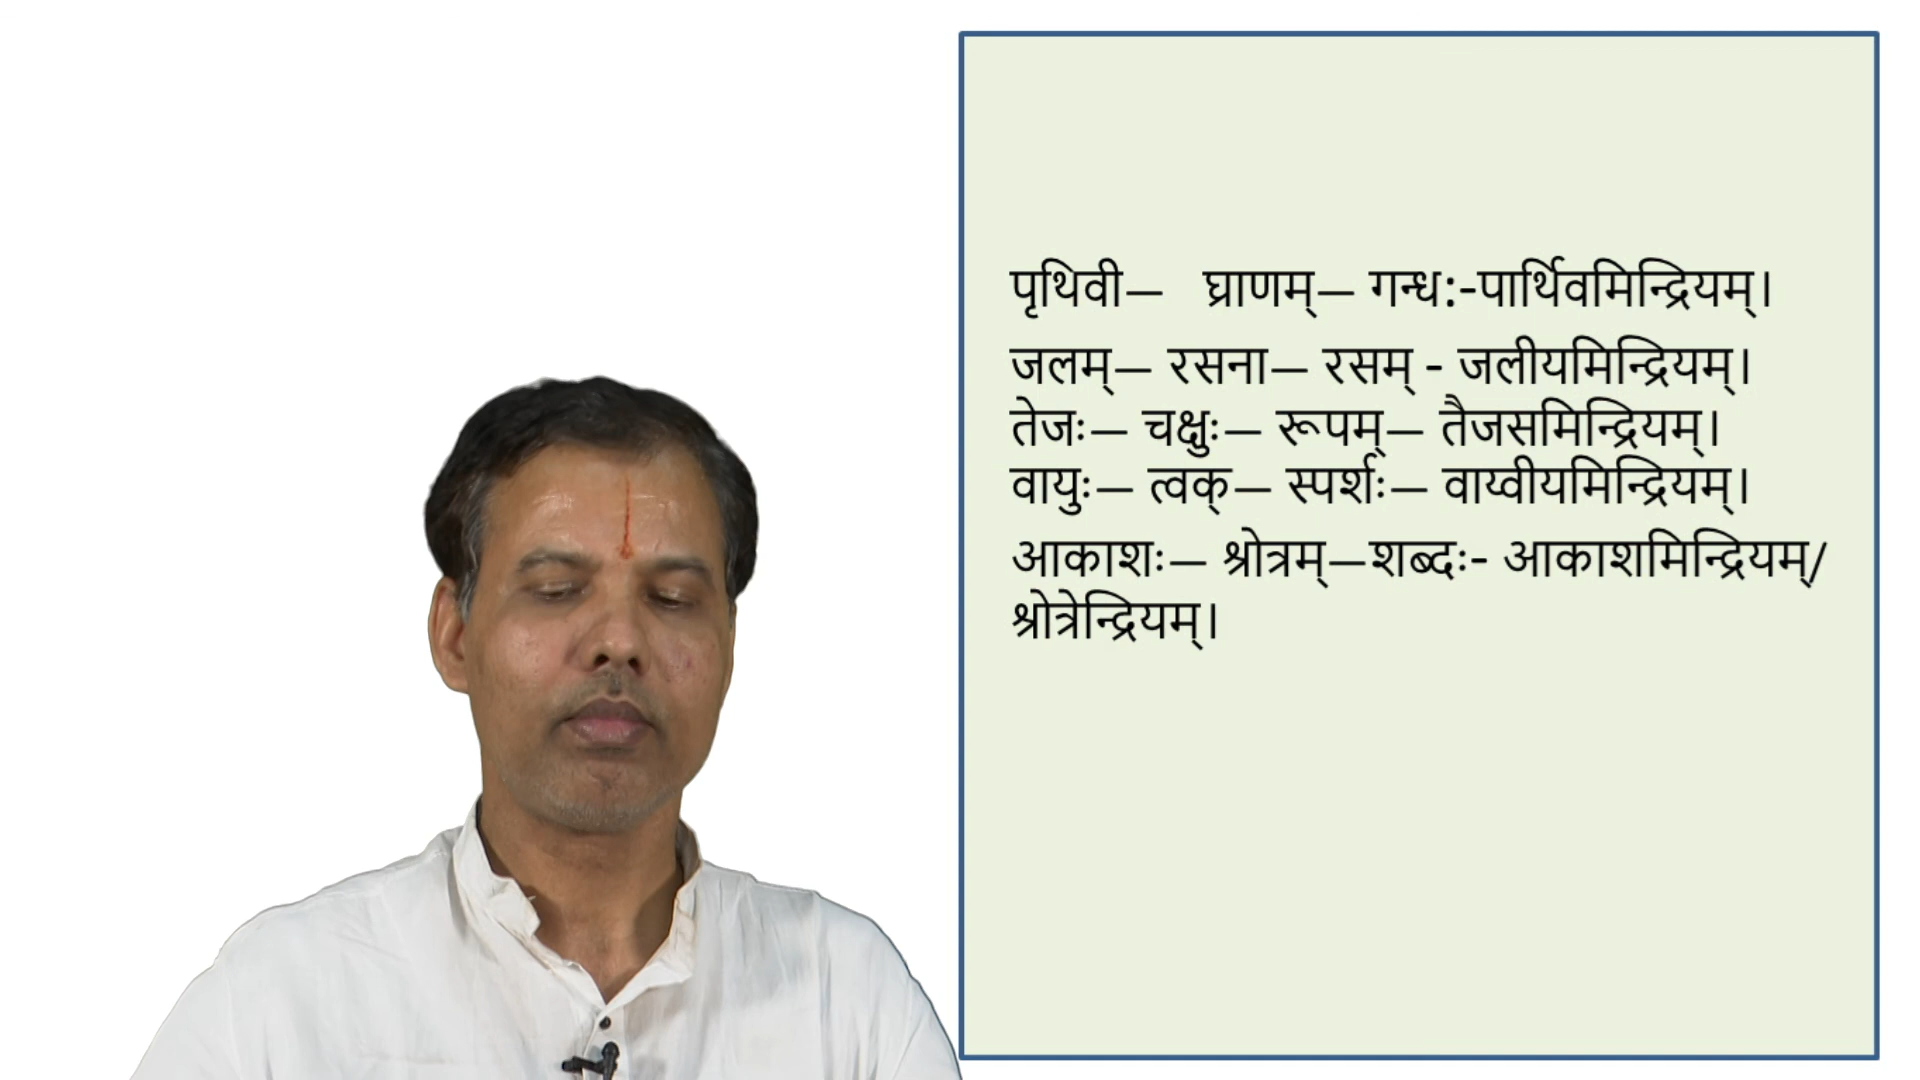 पृथिवी— घ्राणम्— गन्ध:-पार्थिवमिन्द्रियम्।
जलम्— रसना— रसम् - जलीयमिन्द्रियम्।
तेजः— चक्षुः— रूपम्— तैजसमिन्द्रियम्।
वायुः— त्वक्— स्पर्शः— वाय्वीयमिन्द्रियम्।
आकाशः— श्रोत्रम्—शब्दः- आकाशमिन्द्रियम्/
श्रोत्रेन्द्रियम्।